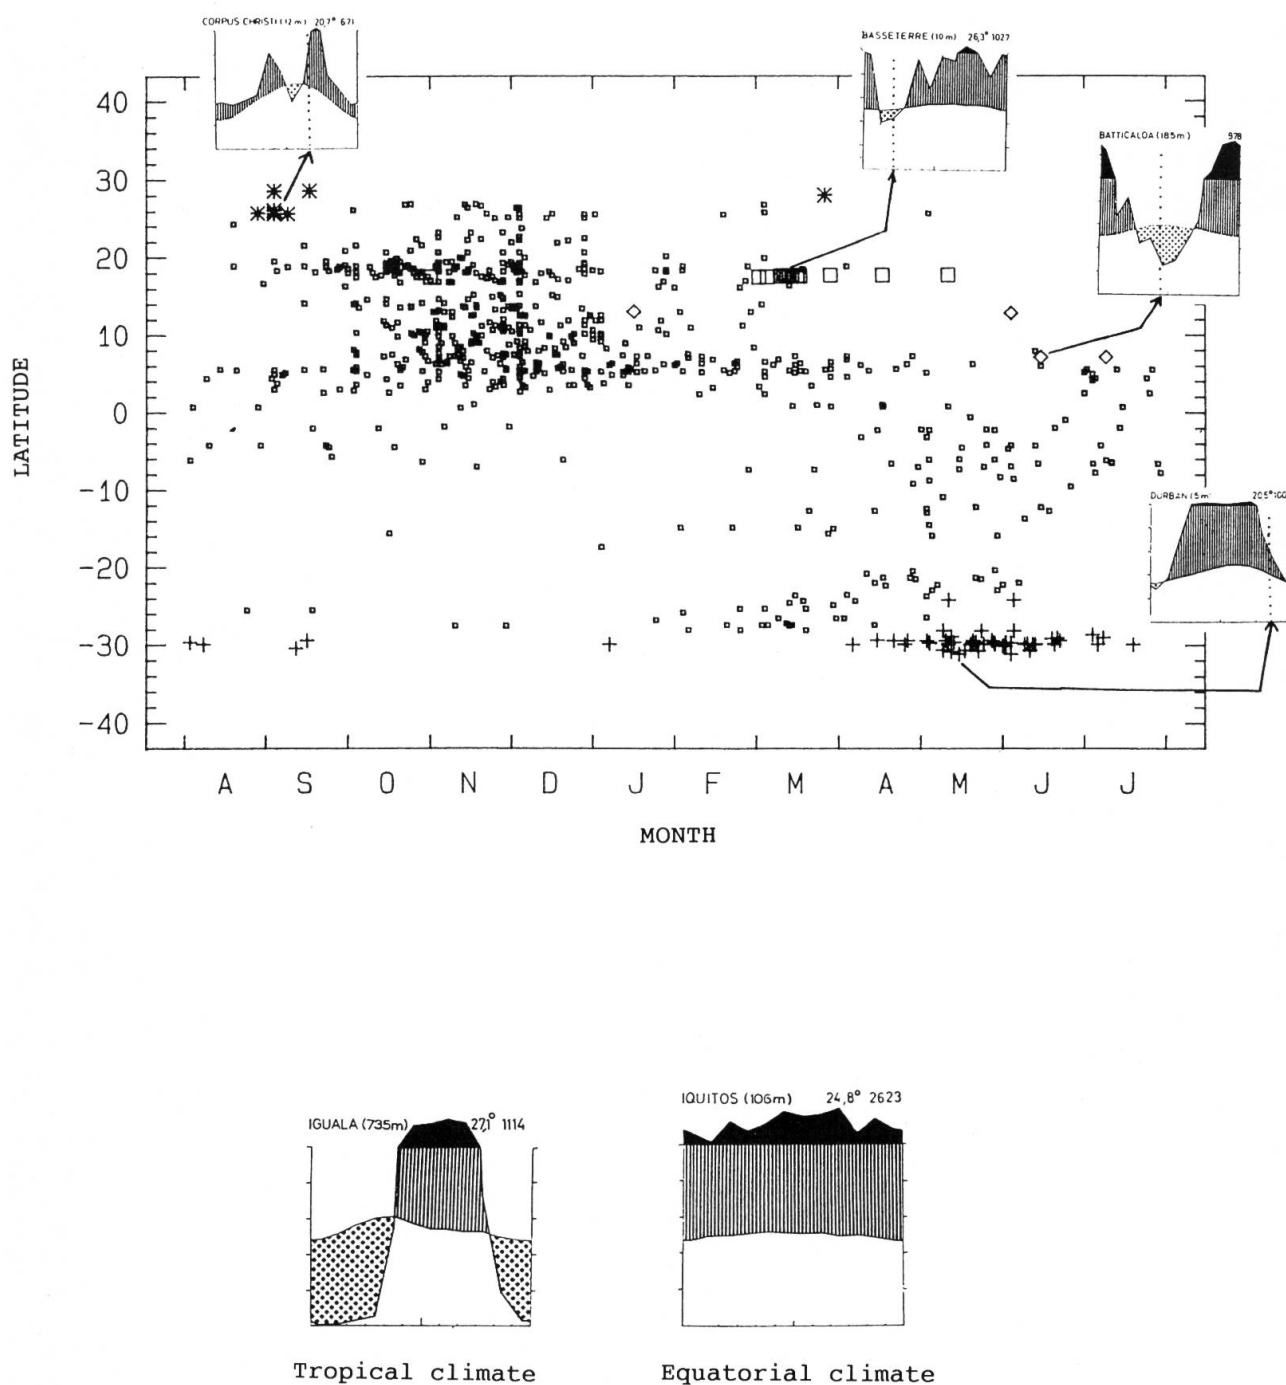 CORPUS CHRISTI (12 m) 20,7° 671
BASSETERRE (10 m) 26,3° 1027
BATTICALOA (185m) 978
DURBAN (5 m)
40
30
20
10
0
-10
-20
-30
-40
LATITUDE
A S O N D J F M A M J J
MONTH
IGUALA (735m) 27,1° 1114
IQUITOS (106m) 24,8° 2623
Tropical climate
Equatorial climate